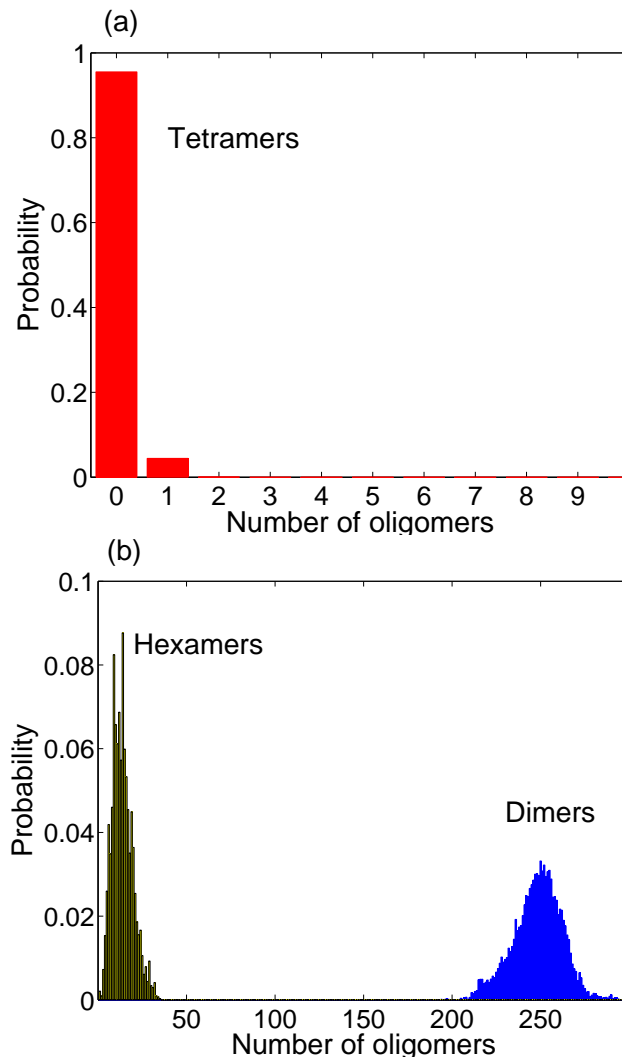 (a)
1
0.8
0.6
0.4
0.2
0
Probability
Tetramers
0 1 2 3 4 5 6 7 8 9
Number of oligomers
(b)
0.1
0.08
0.06
0.04
0.02
0
Probability
Hexamers
Dimers
50 100 150 200 250
Number of oligomers